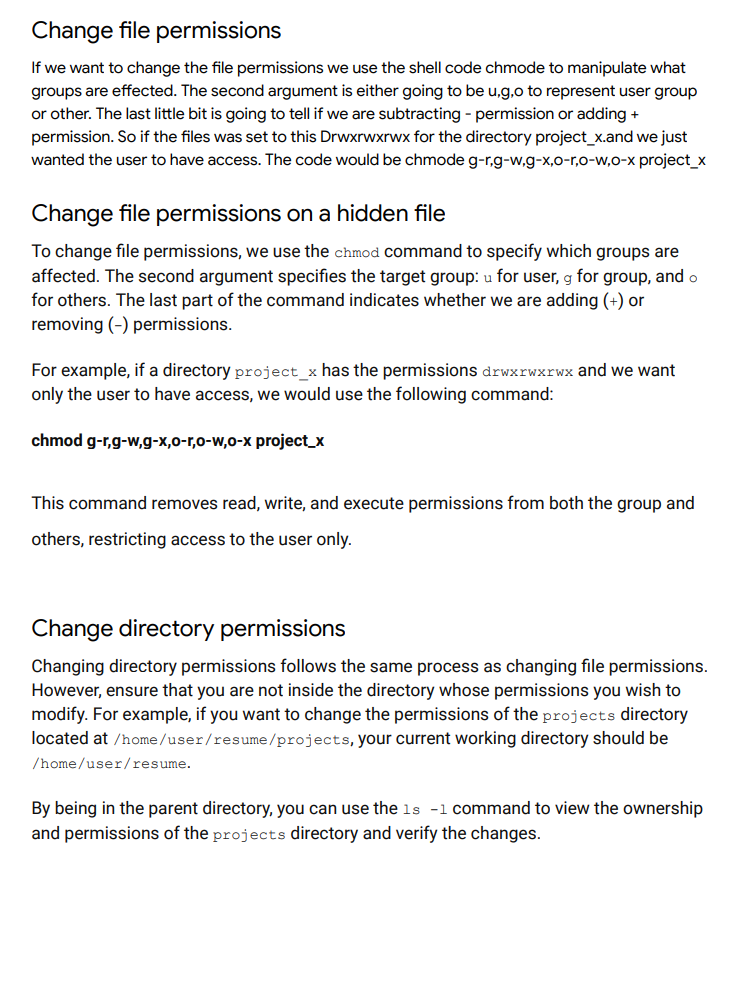 Change file permissions
If we want to change the file permissions we use the shell code chmode to manipulate what
groups are effected. The second argument is either going to be u,g,o to represent user group
or other. The last little bit is going to tell if we are subtracting - permission or adding +
permission. So if the files was set to this Drwxrwxrwx for the directory project_x.and we just
wanted the user to have access. The code would be chmode g-r,g-w,g-x,o-r,o-w,o-x project_x
Change file permissions on a hidden file
To change file permissions, we use the chmod command to specify which groups are
affected. The second argument specifies the target group: u for user, g for group, and o
for others. The last part of the command indicates whether we are adding (+) or
removing (-) permissions.
For example, if a directory project_x has the permissions drwxrwxrwx and we want
only the user to have access, we would use the following command:
chmod g-r,g-w,g-x,o-r,o-w,o-x project_x
This command removes read, write, and execute permissions from both the group and
others, restricting access to the user only.
Change directory permissions
Changing directory permissions follows the same process as changing file permissions.
However, ensure that you are not inside the directory whose permissions you wish to
modify. For example, if you want to change the permissions of the projects directory
located at /home/user/resume/projects, your current working directory should be
/home/user/resume.
By being in the parent directory, you can use the ls -l command to view the ownership
and permissions of the projects directory and verify the changes.